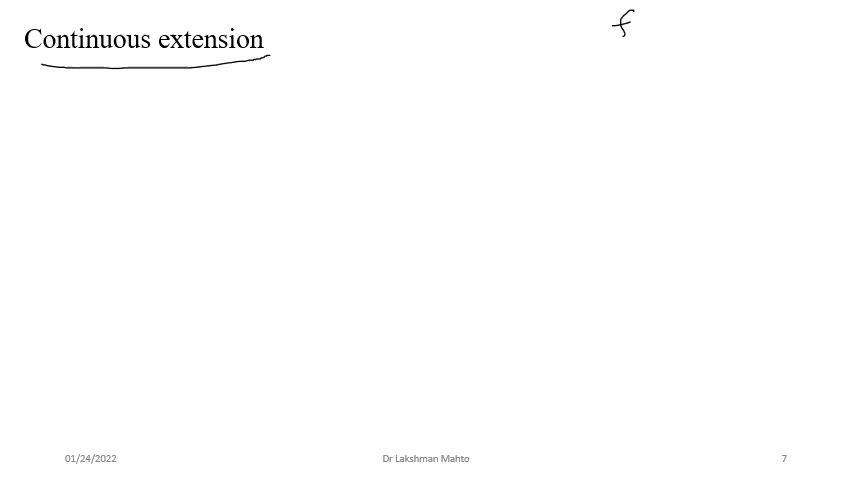 Continuous extension
f
01/24/2022
Dr Lakshman Mahto
7